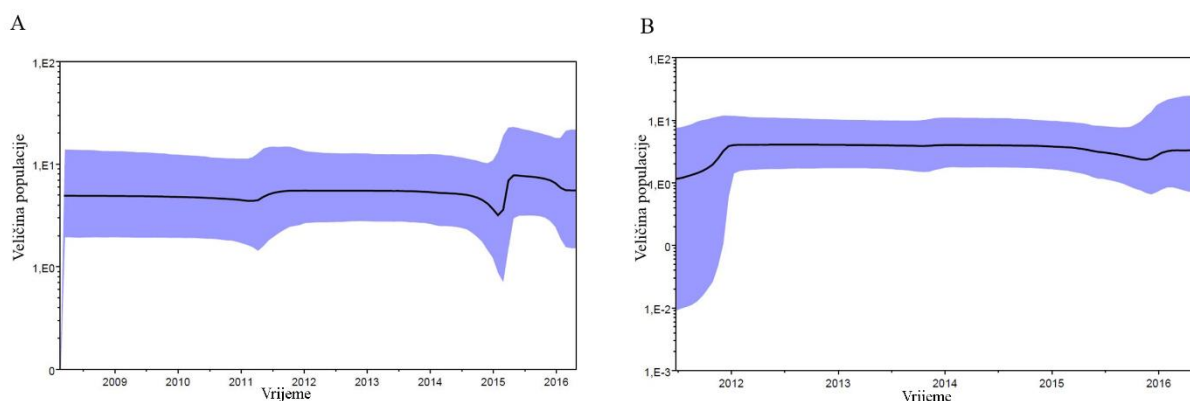 A
1,E2
1,E1
1,E0
0
Veličina populacije
2009 2010 2011 2012 2013 2014 2015 2016
Vrijeme
B
1,E2
1,E1
4,E0
0
1,E-2
1,E-3
Veličina populacije
2012 2013 2014 2015 2016
Vrijeme